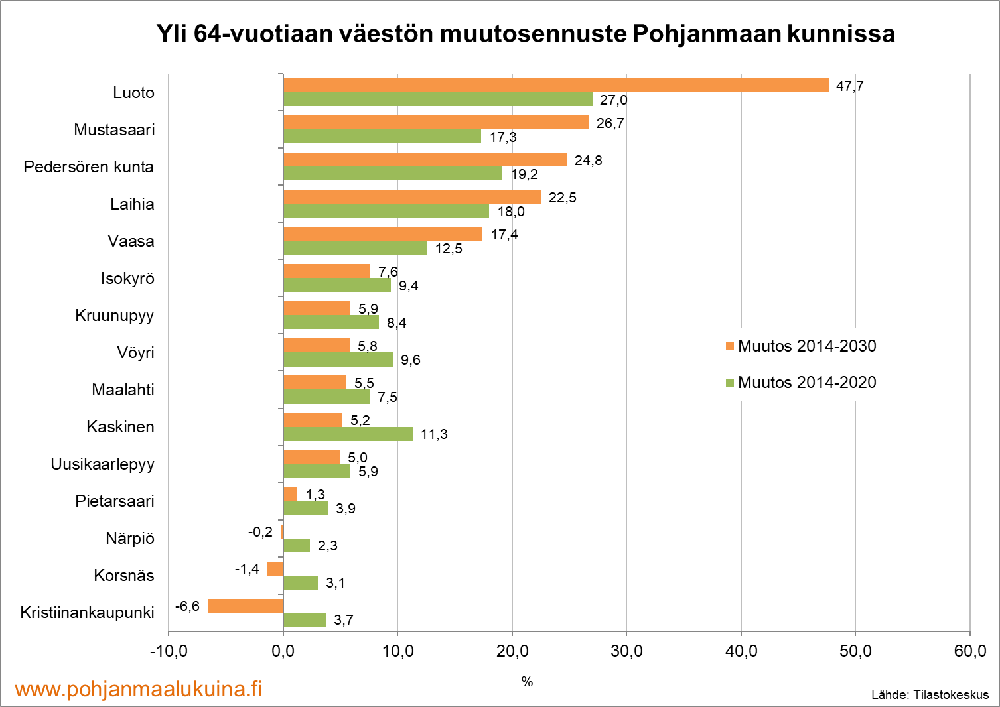 Yli 64-vuotiaan väestön muutosennuste Pohjanmaan kunnissa
Luoto
47,7
27,0
Mustasaari
26,7
17,3
Pedersören kunta
24,8
19,2
Laihia
22,5
18,0
Vaasa
17,4
12,5
Isokyrö
7,6
9,4
Kruunupyy
5,9
8,4
Vöyri
5,8
9,6
Maalahti
5,5
7,5
Kaskinen
5,2
11,3
Uusikaarlepyy
5,0
5,9
Pietarsaari
1,3
3,9
Närpiö
-0,2
2,3
Korsnäs
-1,4
3,1
Kristiinankaupunki
-6,6
3,7
Muutos 2014-2030
Muutos 2014-2020
-10,0 0,0 10,0 20,0 30,0 40,0 50,0 60,0
%
www.pohjanmaalukuina.fi
Lähde: Tilastokeskus